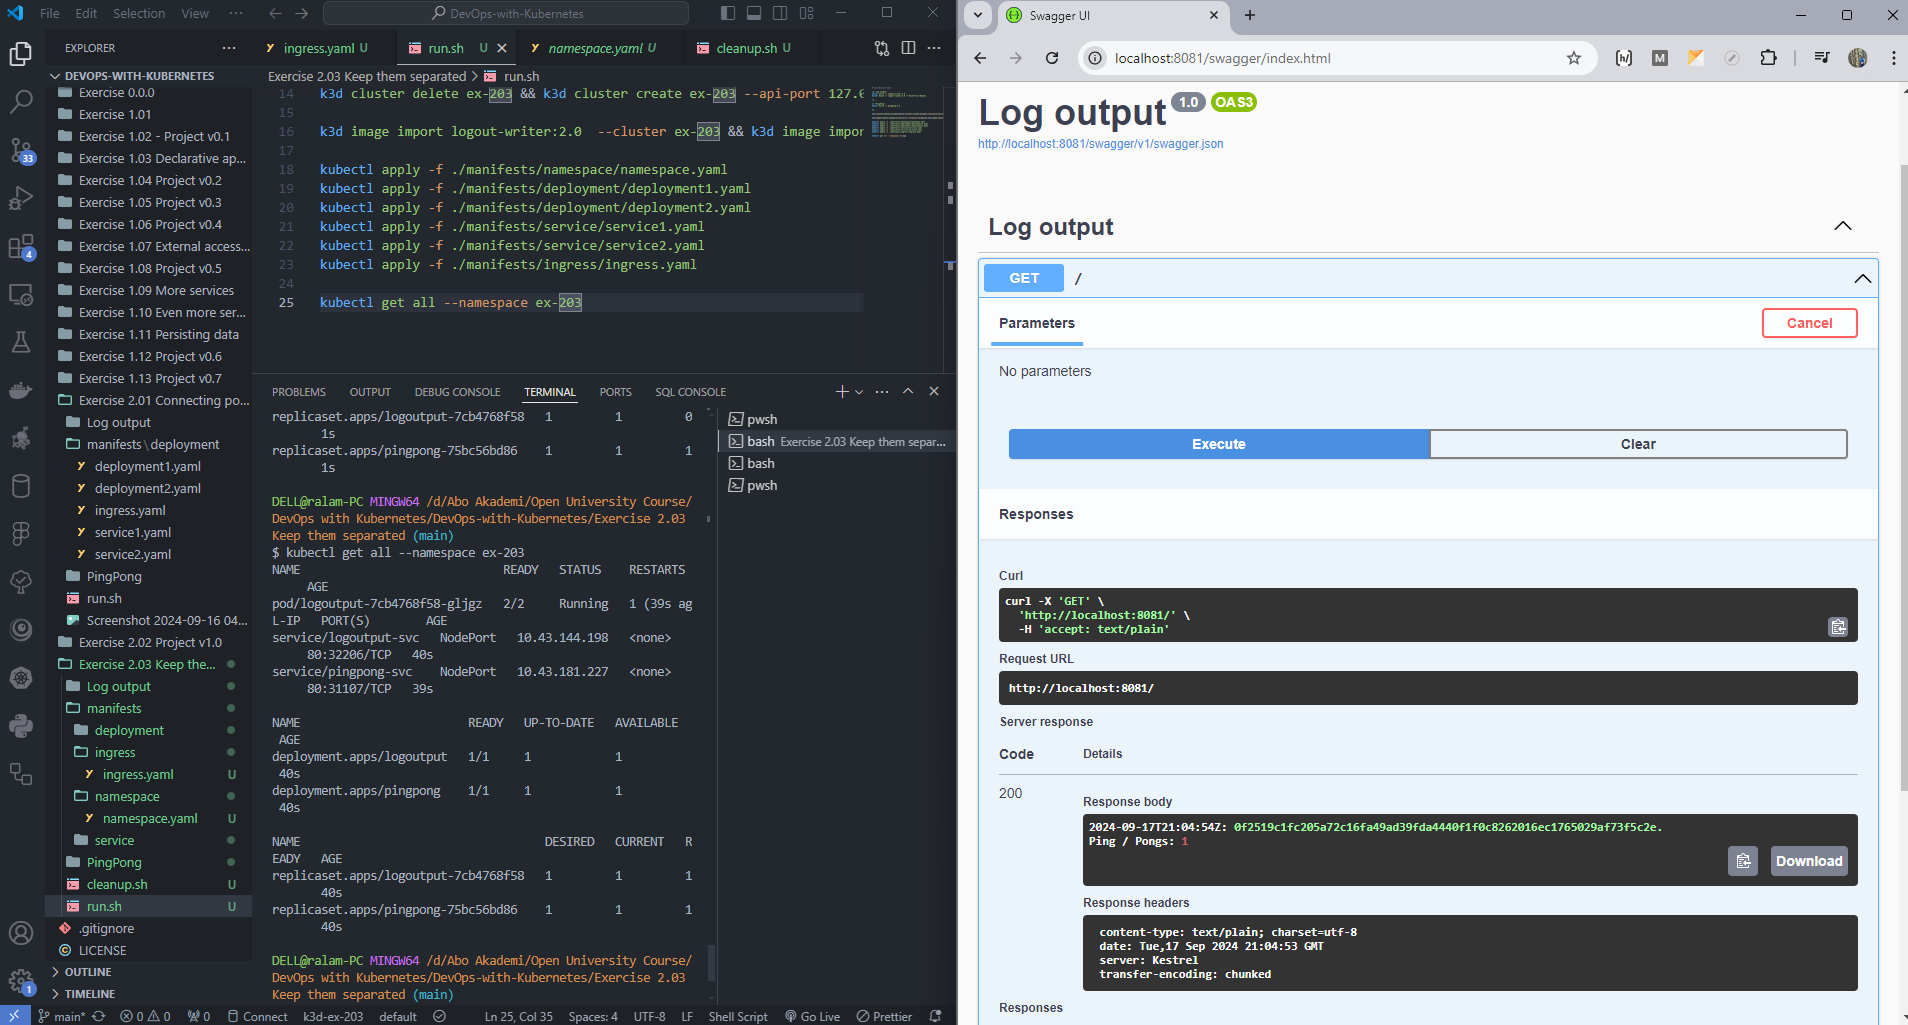 File Edit Selection View ··· DevOps-with-Kubernetes
EXPLORER ···
DEVOPS-WITH-KUBERNETES
Exercise 0.0.0
Exercise 1.01
Exercise 1.02 - Project v0.1
Exercise 1.03 Declarative ap...
Exercise 1.04 Project v0.2
Exercise 1.05 Project v0.3
Exercise 1.06 Project v0.4
Exercise 1.07 External access...
Exercise 1.08 Project v0.5
Exercise 1.09 More services
Exercise 1.10 Even more ser...
Exercise 1.11 Persisting data
Exercise 1.12 Project v0.6
Exercise 1.13 Project v0.7
Exercise 2.01 Connecting po...
Log output
manifests \ deployment
deployment1.yaml
deployment2.yaml
ingress.yaml
service1.yaml
service2.yaml
PingPong
run.sh
Screenshot 2024-09-16 04...
Exercise 2.02 Project v1.0
Exercise 2.03 Keep the...
Log output
manifests
deployment
ingress
ingress.yaml U
namespace
namespace.yaml U
service
PingPong
cleanup.sh U
run.sh U
.gitignore
LICENSE
OUTLINE
TIMELINE
33
4
1
ingress.yaml U run.sh U namespace.yaml U cleanup.sh U ···
Exercise 2.03 Keep them separated > run.sh
14 k3d cluster delete ex-203 && k3d cluster create ex-203 --api-port 127.0
15
16 k3d image import logout-writer:2.0 --cluster ex-203 && k3d image impor
17
18 kubectl apply -f ./manifests/namespace/namespace.yaml
19 kubectl apply -f ./manifests/deployment/deployment1.yaml
20 kubectl apply -f ./manifests/deployment/deployment2.yaml
21 kubectl apply -f ./manifests/service/service1.yaml
22 kubectl apply -f ./manifests/service/service2.yaml
23 kubectl apply -f ./manifests/ingress/ingress.yaml
24
25 kubectl get all --namespace ex-203
PROBLEMS OUTPUT DEBUG CONSOLE TERMINAL PORTS SQL CONSOLE
replicaset.apps/logoutput-7cb4768f58 1 1 0
1s
replicaset.apps/pingpong-75bc56bd86 1 1 1
1s
DELL@ralam-PC MINGW64 /d/Abo Akademi/Open University Course/
DevOps with Kubernetes/DevOps-with-Kubernetes/Exercise 2.03
Keep them separated (main)
$ kubectl get all --namespace ex-203
NAME READY STATUS RESTARTS
AGE
pod/logoutput-7cb4768f58-gljgz 2/2 Running 1 (39s ag
L-IP PORT(S) AGE
service/logoutput-svc NodePort 10.43.144.198 <none>
80:32206/TCP 40s
service/pingpong-svc NodePort 10.43.181.227 <none>
80:31107/TCP 39s
NAME READY UP-TO-DATE AVAILABLE
AGE
deployment.apps/logoutput 1/1 1 1
40s
deployment.apps/pingpong 1/1 1 1
40s
NAME DESIRED CURRENT R
EADY AGE
replicaset.apps/logoutput-7cb4768f58 1 1 1
40s
replicaset.apps/pingpong-75bc56bd86 1 1 1
40s
DELL@ralam-PC MINGW64 /d/Abo Akademi/Open University Course/
DevOps with Kubernetes/DevOps-with-Kubernetes/Exercise 2.03
Keep them separated (main)
pwsh
bash Exercise 2.03 Keep them separ...
bash
pwsh
main* 0 0 0 Connect k3d-ex-203 default Ln 25, Col 35 Spaces: 4 UTF-8 LF Shell Script Go Live Prettier
Swagger UI
localhost:8081/swagger/index.html
Log output 1.0 OAS3
http://localhost:8081/swagger/v1/swagger.json
Log output
GET /
Parameters Cancel
No parameters
Execute Clear
Responses
Curl
curl -X 'GET' \
'http://localhost:8081/' \
-H 'accept: text/plain'
Request URL
http://localhost:8081/
Server response
Code Details
200
Response body
2024-09-17T21:04:54Z: 0f2519c1fc205a72c16fa49ad39fda4440f1f0c8262016ec1765029af73f5c2e.
Ping / Pongs: 1
Download
Response headers
content-type: text/plain; charset=utf-8
date: Tue,17 Sep 2024 21:04:53 GMT
server: Kestrel
transfer-encoding: chunked
Responses